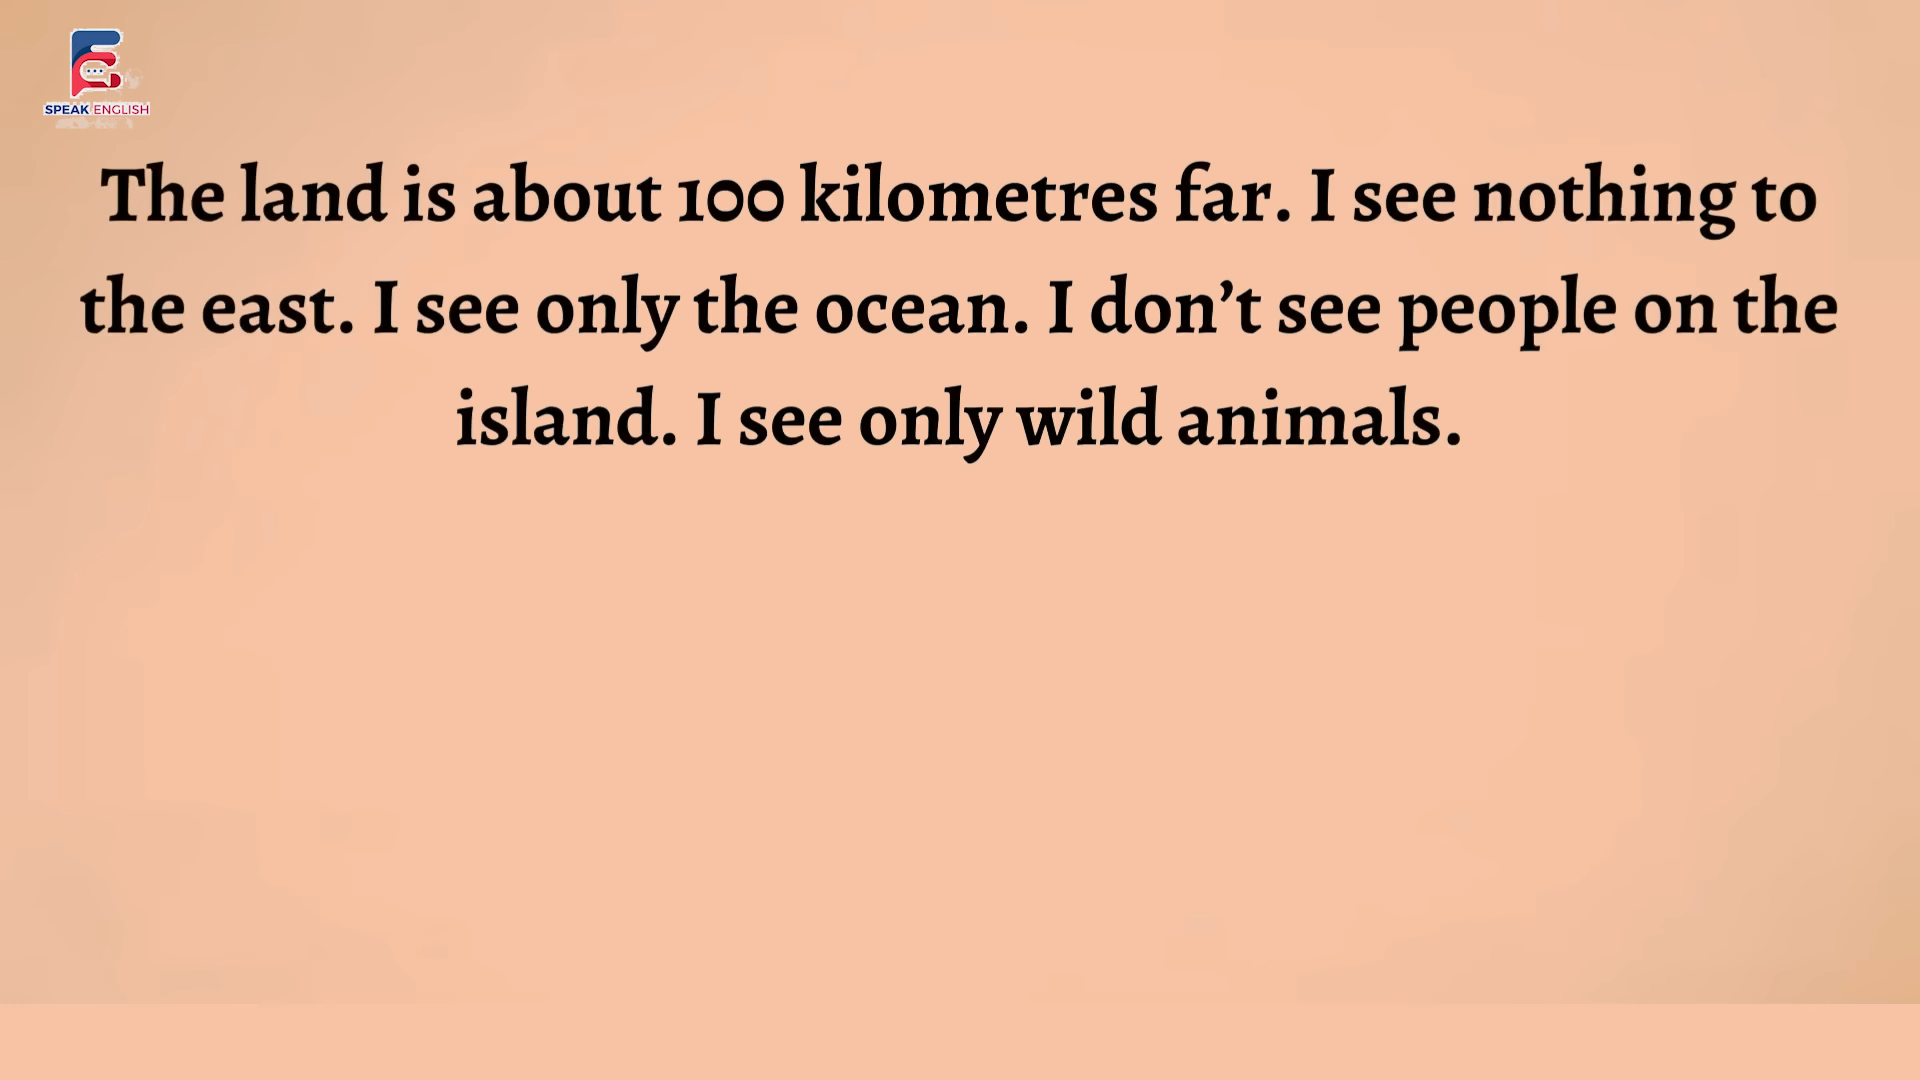 SPEAK ENGLISH
The land is about 100 kilometres far. I see nothing to
the east. I see only the ocean. I don’t see people on the
island. I see only wild animals.